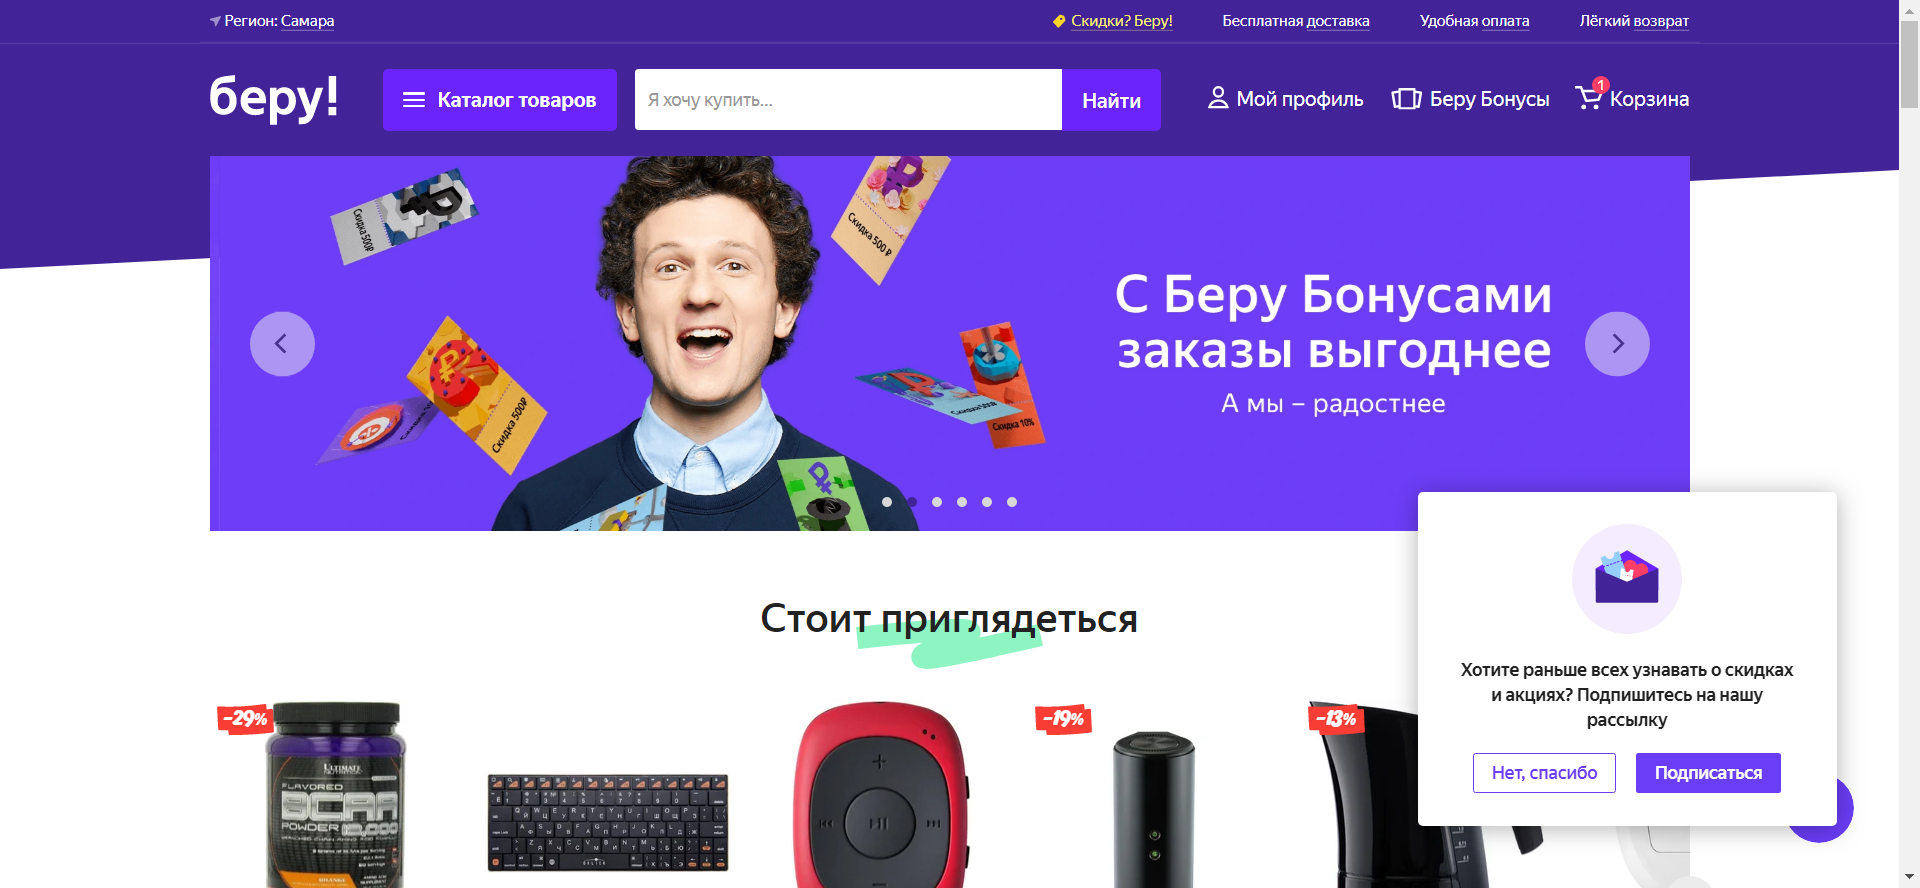 Регион: Самара
Скидки? Беру!
Бесплатная доставка
Удобная оплата
Лёгкий возврат
беру!
Каталог товаров
Я хочу купить...
Найти
Мой профиль
Беру Бонусы
1
Корзина
Скидка 500₽
Скидка 500 ₽
С Беру Бонусами
заказы выгоднее
А мы – радостнее
Скидка 500₽
Скидка 500₽
Скидка 10%
Стоит приглядеться
Хотите раньше всех узнавать о скидках
и акциях? Подпишитесь на нашу
рассылку
Нет, спасибо
Подписаться
-29%
-19%
-13%
ULTIMATE
NUTRITION
FLAVORED
BCAA
POWDER 12,000
ORANGE